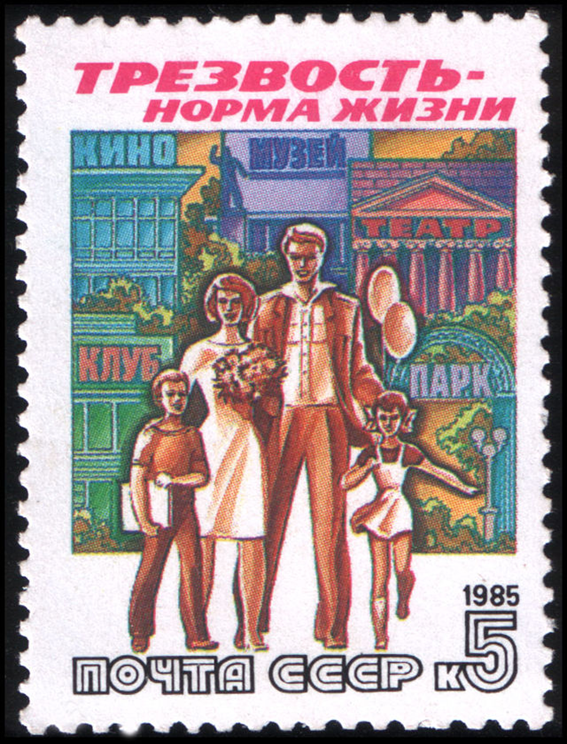 ТРЕЗВОСТЬ-
НОРМА ЖИЗНИ
КИНО
МУЗЕЙ
ТЕАТР
КЛУБ
ПАРК
1985
ПОЧТА СССР к5